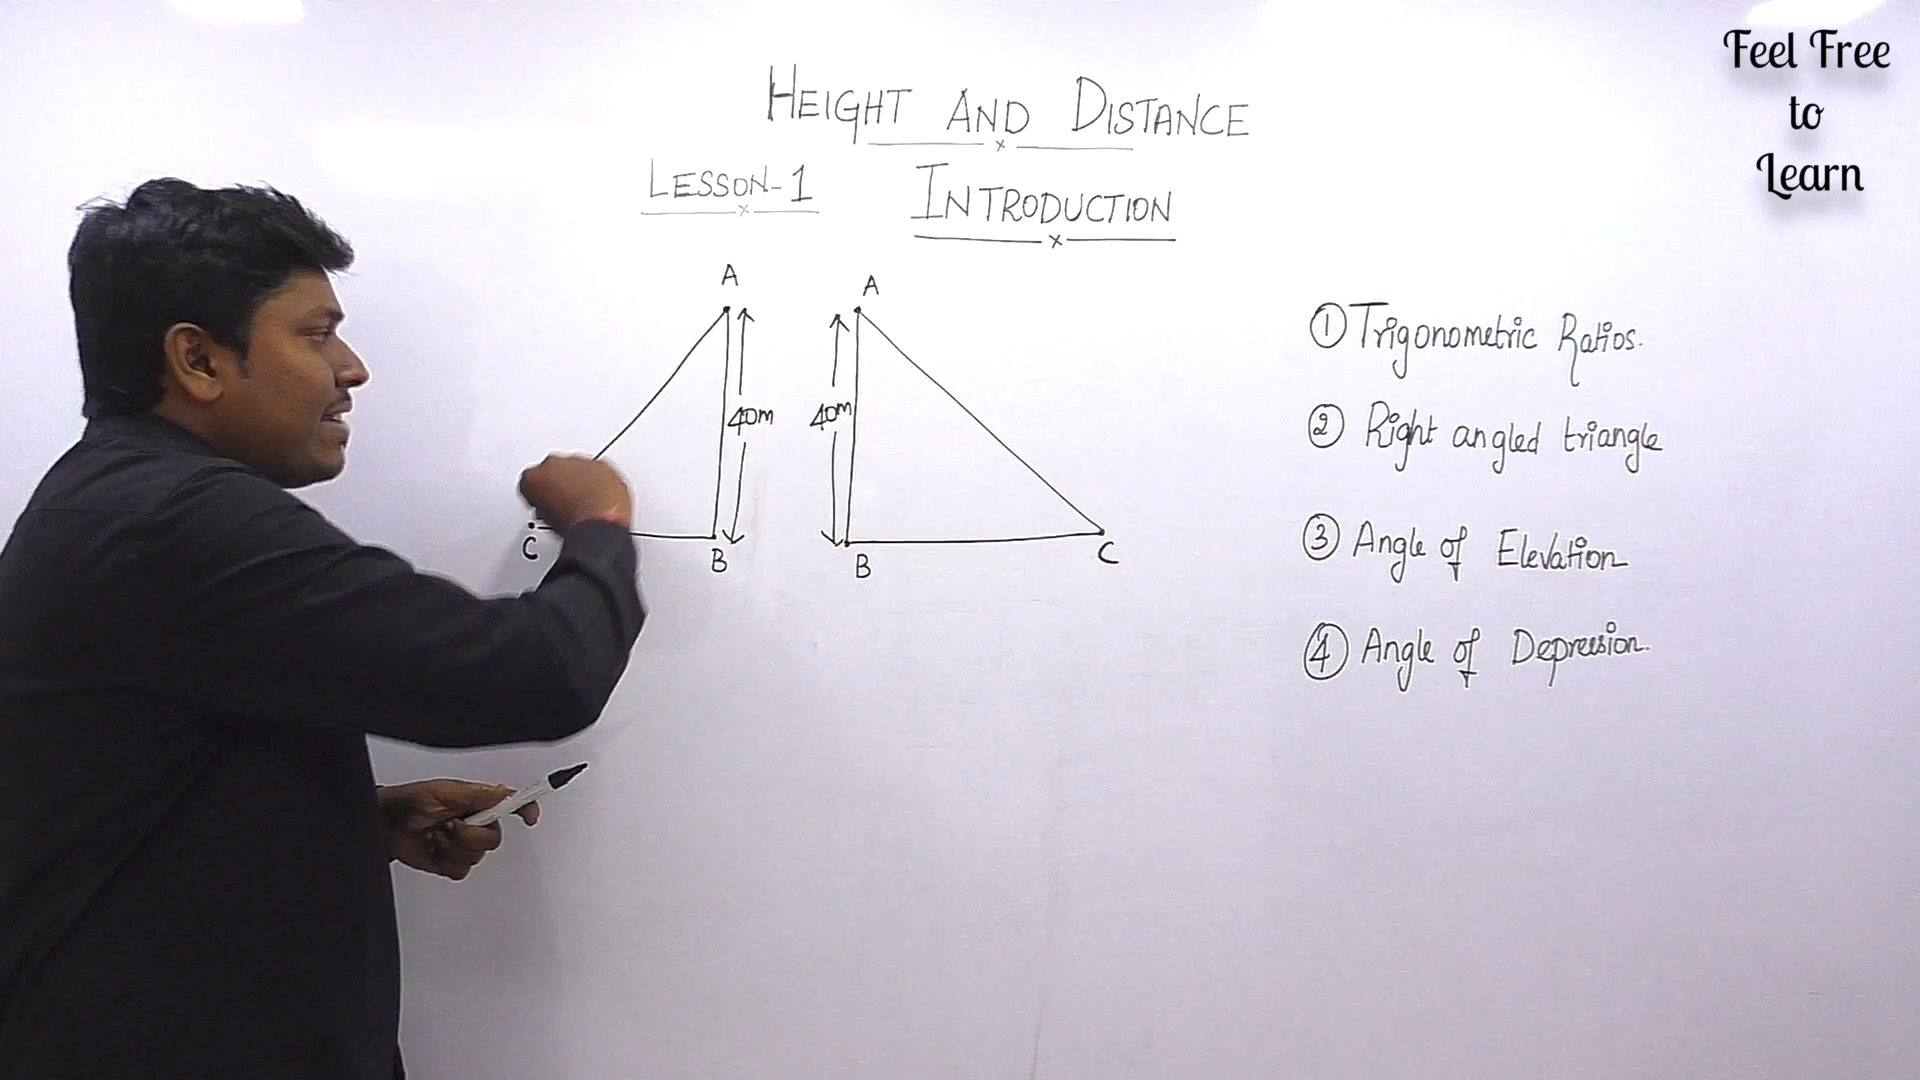 Feel Free
to
Learn
HEIGHT AND DISTANCE
LESSON-1 INTRODUCTION
A
40m
C
B
A
40m
B
C
① Trigonometric Ratios.
② Right angled triangle
③ Angle of Elevation
④ Angle of Depression.